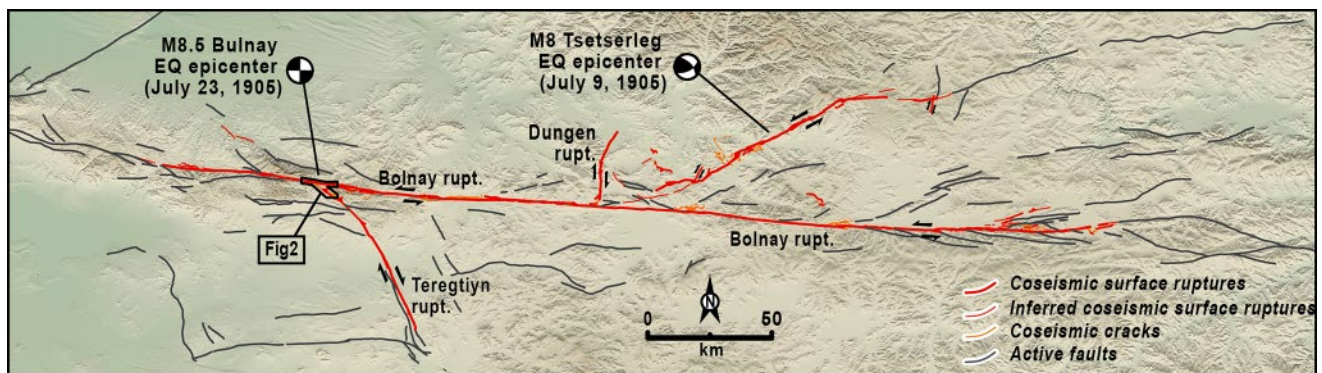 M8.5 Bulnay
EQ epicenter
(July 23, 1905)
M8 Tsetserleg
EQ epicenter
(July 9, 1905)
Dungen
rupt.
Bolnay rupt.
Bolnay rupt.
Fig2
Teregtiyn
rupt.
N
0 50
km
Coseismic surface ruptures
Inferred coseismic surface ruptures
Coseismic cracks
Active faults